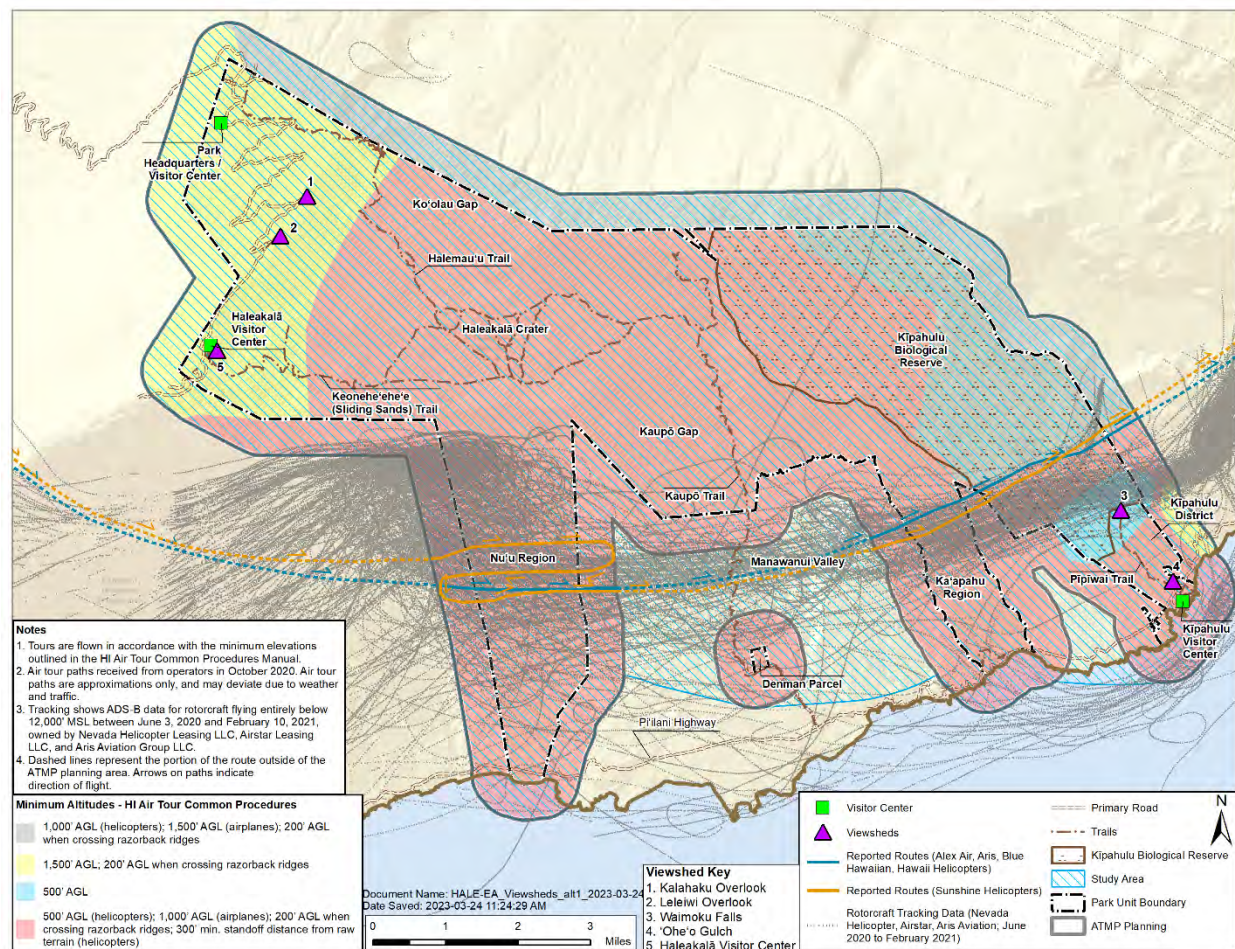 Park
Headquarters /
Visitor Center
1
2
Koʻolau Gap
Halemauʻu Trail
Haleakalā
Visitor
Center
5
Haleakalā Crater
Keoneheʻeheʻe
(Sliding Sands) Trail
Kīpahulu
Biological
Reserve
Kaupō Gap
Kaupō Trail
3
Kīpahulu
District
Nuʻu Region
Manawainui Valley
Kaʻapahu
Region
Pīpīwai Trail
4
Kīpahulu
Visitor
Center
Denman Parcel
Piʻilani Highway
Notes
1. Tours are flown in accordance with the minimum elevations
outlined in the HI Air Tour Common Procedures Manual.
2. Air tour paths received from operators in October 2020. Air tour
paths are approximations only, and may deviate due to weather
and traffic.
3. Tracking shows ADS-B data for rotorcraft flying entirely below
12,000' MSL between June 3, 2020 and February 10, 2021,
owned by Nevada Helicopter Leasing LLC, Airstar Leasing
LLC, and Aris Aviation Group LLC.
4. Dashed lines represent the portion of the route outside of the
ATMP planning area. Arrows on paths indicate
direction of flight.
Minimum Altitudes - HI Air Tour Common Procedures
1,000' AGL (helicopters); 1,500' AGL (airplanes); 200' AGL
when crossing razorback ridges
1,500' AGL; 200' AGL when crossing razorback ridges
500' AGL
500' AGL (helicopters); 1,000' AGL (airplanes); 200' AGL when
crossing razorback ridges; 300' min. standoff distance from raw
terrain (helicopters)
Document Name: HALE-EA_Viewsheds_alt1_2023-03-24
Date Saved: 2023-03-24 11:24:29 AM
0 1 2 3
Miles
Viewshed Key
1. Kalahaku Overlook
2. Leleiwi Overlook
3. Waimoku Falls
4. ʻOheʻo Gulch
5. Haleakalā Visitor Center
Visitor Center
Viewsheds
Reported Routes (Alex Air, Aris, Blue
Hawaiian, Hawaii Helicopters)
Reported Routes (Sunshine Helicopters)
Rotorcraft Tracking Data (Nevada
Helicopter, Airstar, Aris Aviation; June
2020 to February 2021)
Primary Road
Trails
Kīpahulu Biological Reserve
Study Area
Park Unit Boundary
ATMP Planning
N